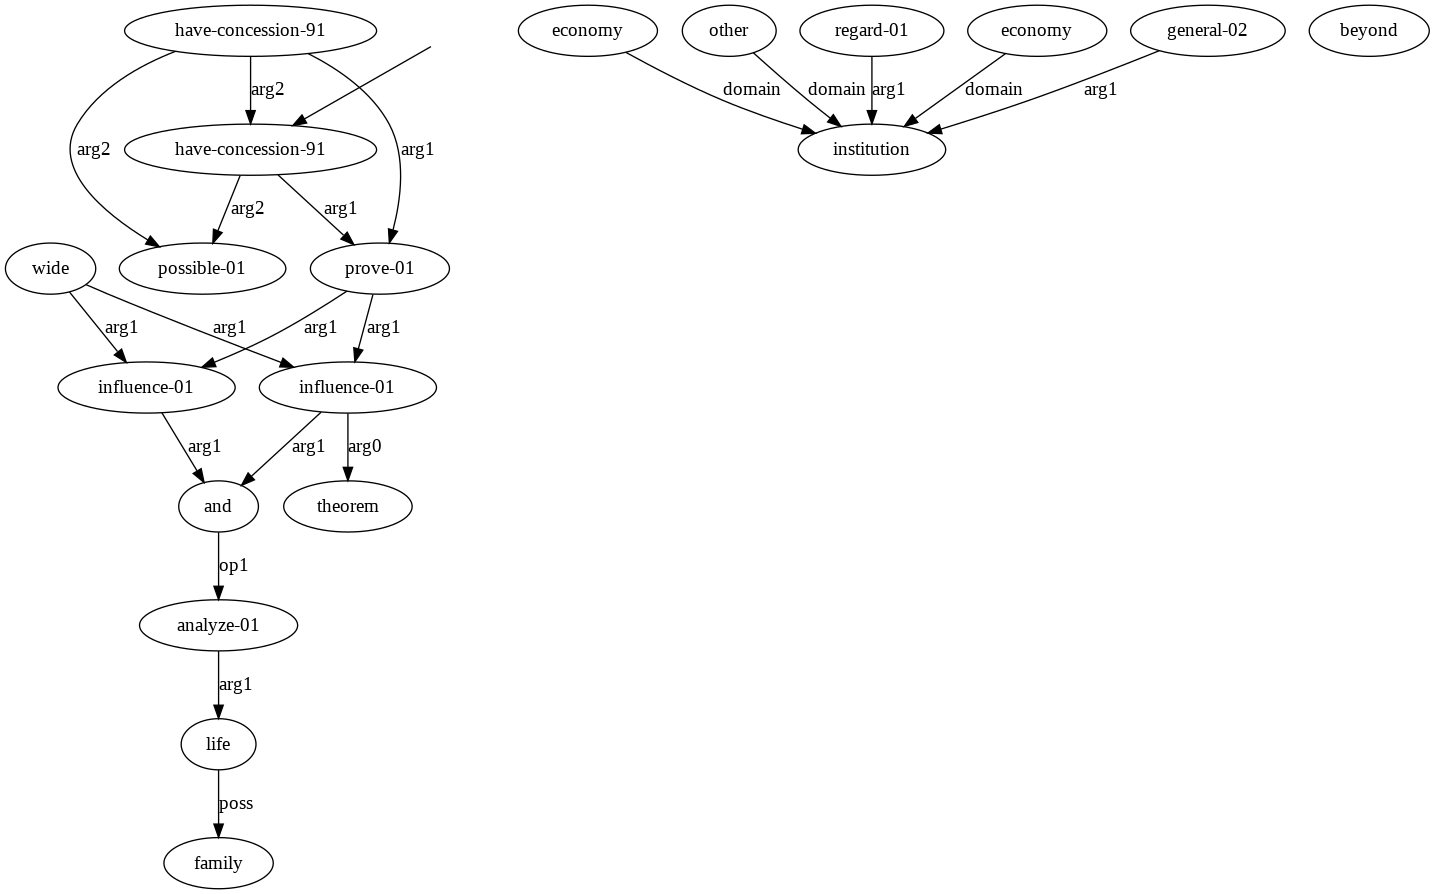 have-concession-91 economy other regard-01 economy general-02 beyond
arg2 domain domain arg1 domain arg1
arg2 have-concession-91 arg1 institution
arg2 arg1
wide possible-01 prove-01
arg1 arg1 arg1 arg1
influence-01 influence-01
arg1 arg1 arg0
and theorem
op1
analyze-01
arg1
life
poss
family